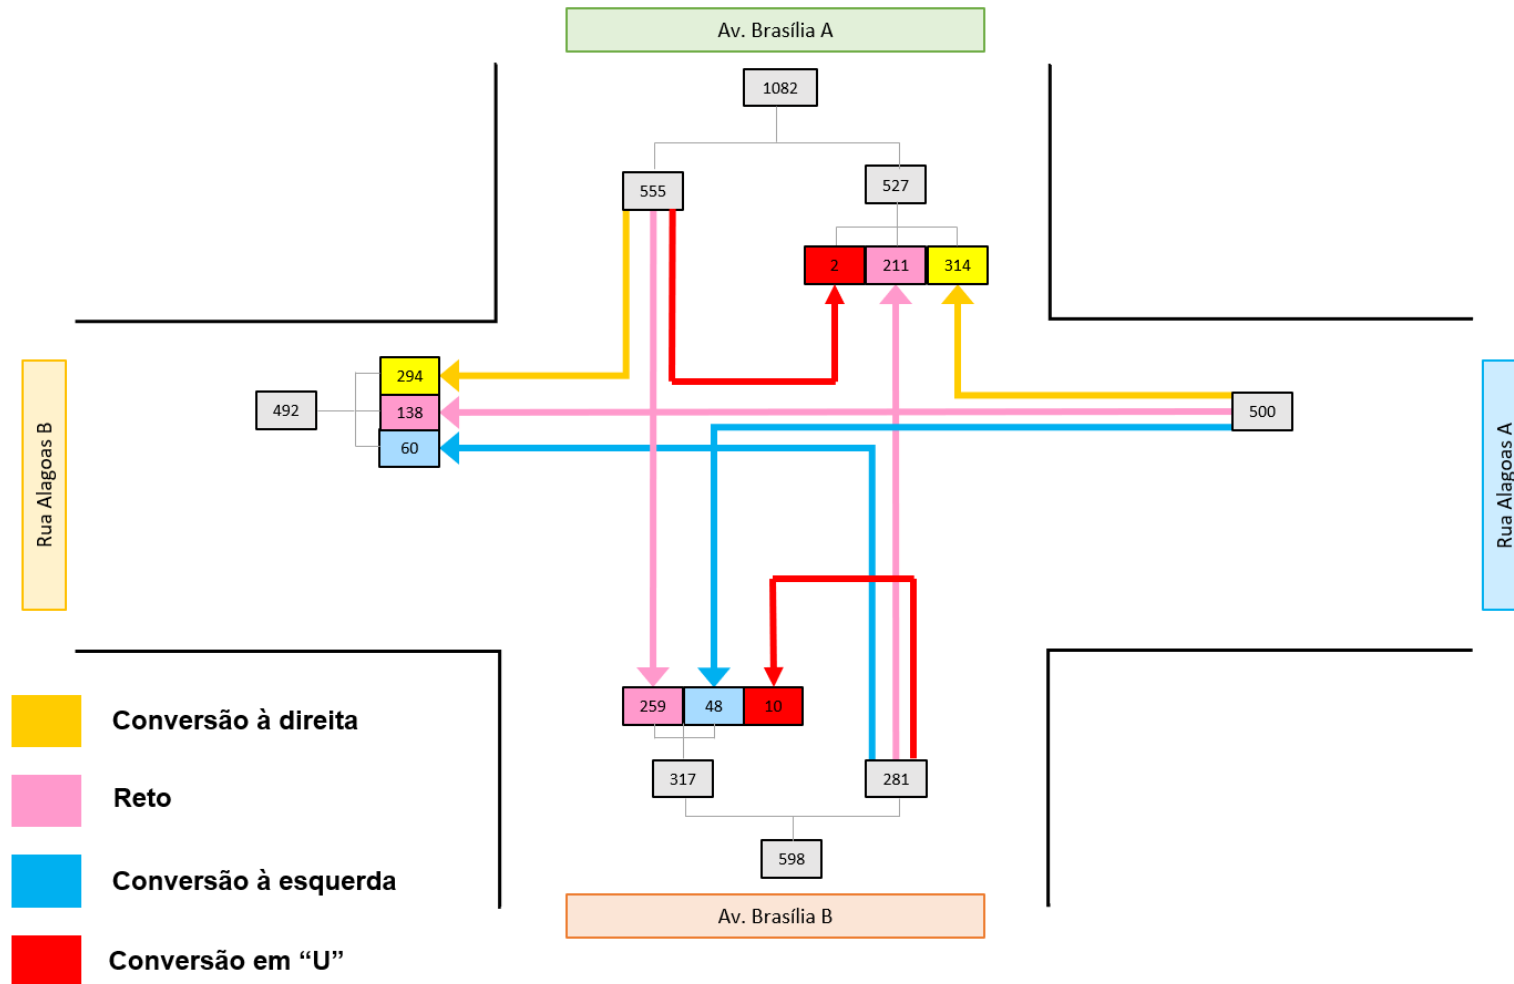 Av. Brasília A
1082
555
527
2
211
314
294
138
60
492
500
Rua Alagoas B
Rua Alagoas A
259
48
10
317
281
598
Av. Brasília B
Conversão à direita
Reto
Conversão à esquerda
Conversão em “U”